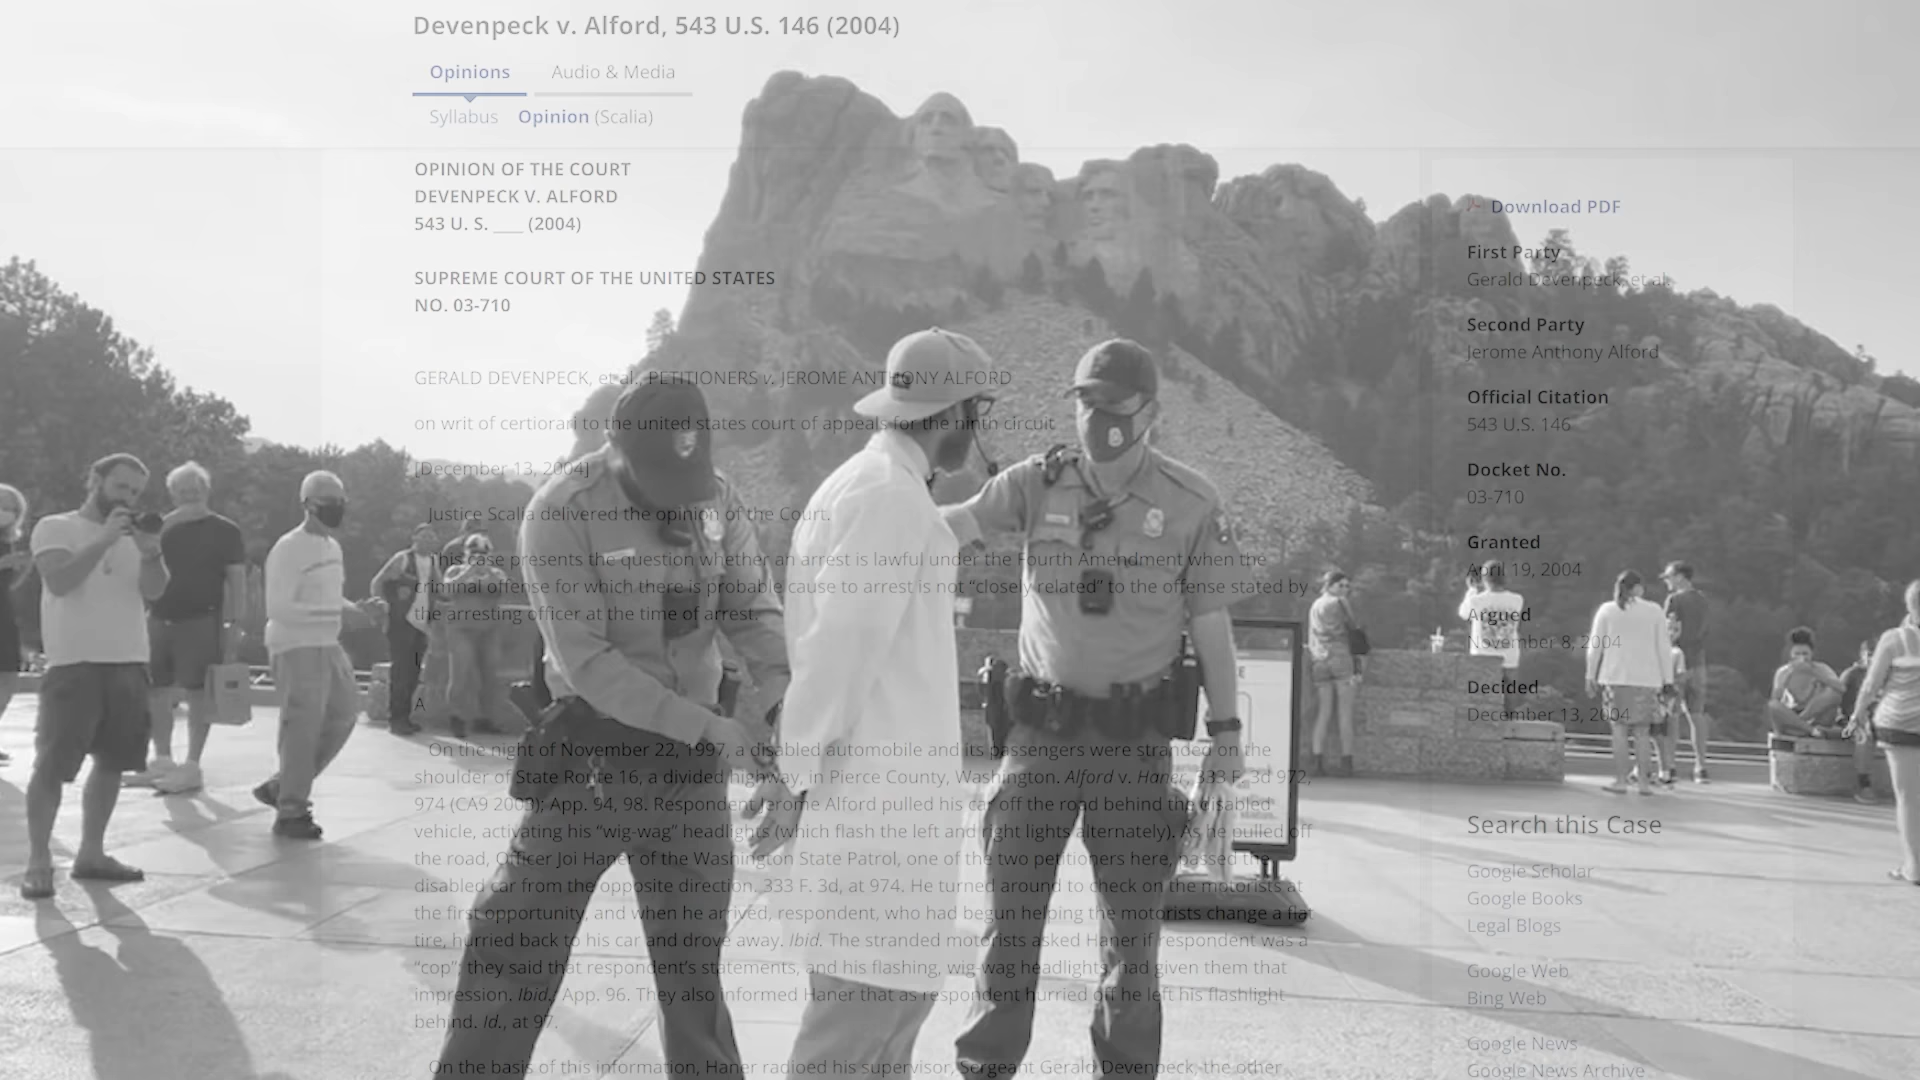 Devenpeck v. Alford, 543 U.S. 146 (2004)
Opinions
Audio & Media
Syllabus
Opinion (Scalia)
OPINION OF THE COURT
DEVENPECK V. ALFORD
543 U. S. ____ (2004)
SUPREME COURT OF THE UNITED STATES
NO. 03-710
GERALD DEVENPECK, et al., PETITIONERS v. JEROME ANTHONY ALFORD
on writ of certiorari to the united states court of appeals for the ninth circuit
[December 13, 2004]
Justice Scalia delivered the opinion of the Court.
This case presents the question whether an arrest is lawful under the Fourth Amendment when the
criminal offense for which there is probable cause to arrest is not “closely related” to the offense stated by
the arresting officer at the time of arrest.
A
On the night of November 22, 1997, a disabled automobile and its passengers were stranded on the
shoulder of State Route 16, a divided highway, in Pierce County, Washington. Alford v. Haner, 333 F. 3d 972,
974 (CA9 2003); App. 94, 98. Respondent Jerome Alford pulled his car off the road behind the disabled
vehicle, activating his “wig-wag” headlights (which flash the left and right lights alternately). As he pulled off
the road, Officer Joi Haner of the Washington State Patrol, one of the two petitioners here, passed the
disabled car from the opposite direction. 333 F. 3d, at 974. He turned around to check on the motorists at
the first opportunity, and when he arrived, respondent, who had begun helping the motorists change a flat
tire, hurried back to his car and drove away. Ibid. The stranded motorists asked Haner if respondent was a
“cop”; they said that respondent’s statements, and his flashing, wig-wag headlights, had given them that
impression. Ibid.; App. 96. They also informed Haner that as respondent hurried off he left his flashlight
behind. Id., at 97.
On the basis of this information, Haner radioed his supervisor, Sergeant Gerald Devenpeck, the other
Download PDF
First Party
Gerald Devenpeck, et al.
Second Party
Jerome Anthony Alford
Official Citation
543 U.S. 146
Docket No.
03-710
Granted
April 19, 2004
Argued
November 8, 2004
Decided
December 13, 2004
Search this Case
Google Scholar
Google Books
Legal Blogs
Google Web
Bing Web
Google News
Google News Archive